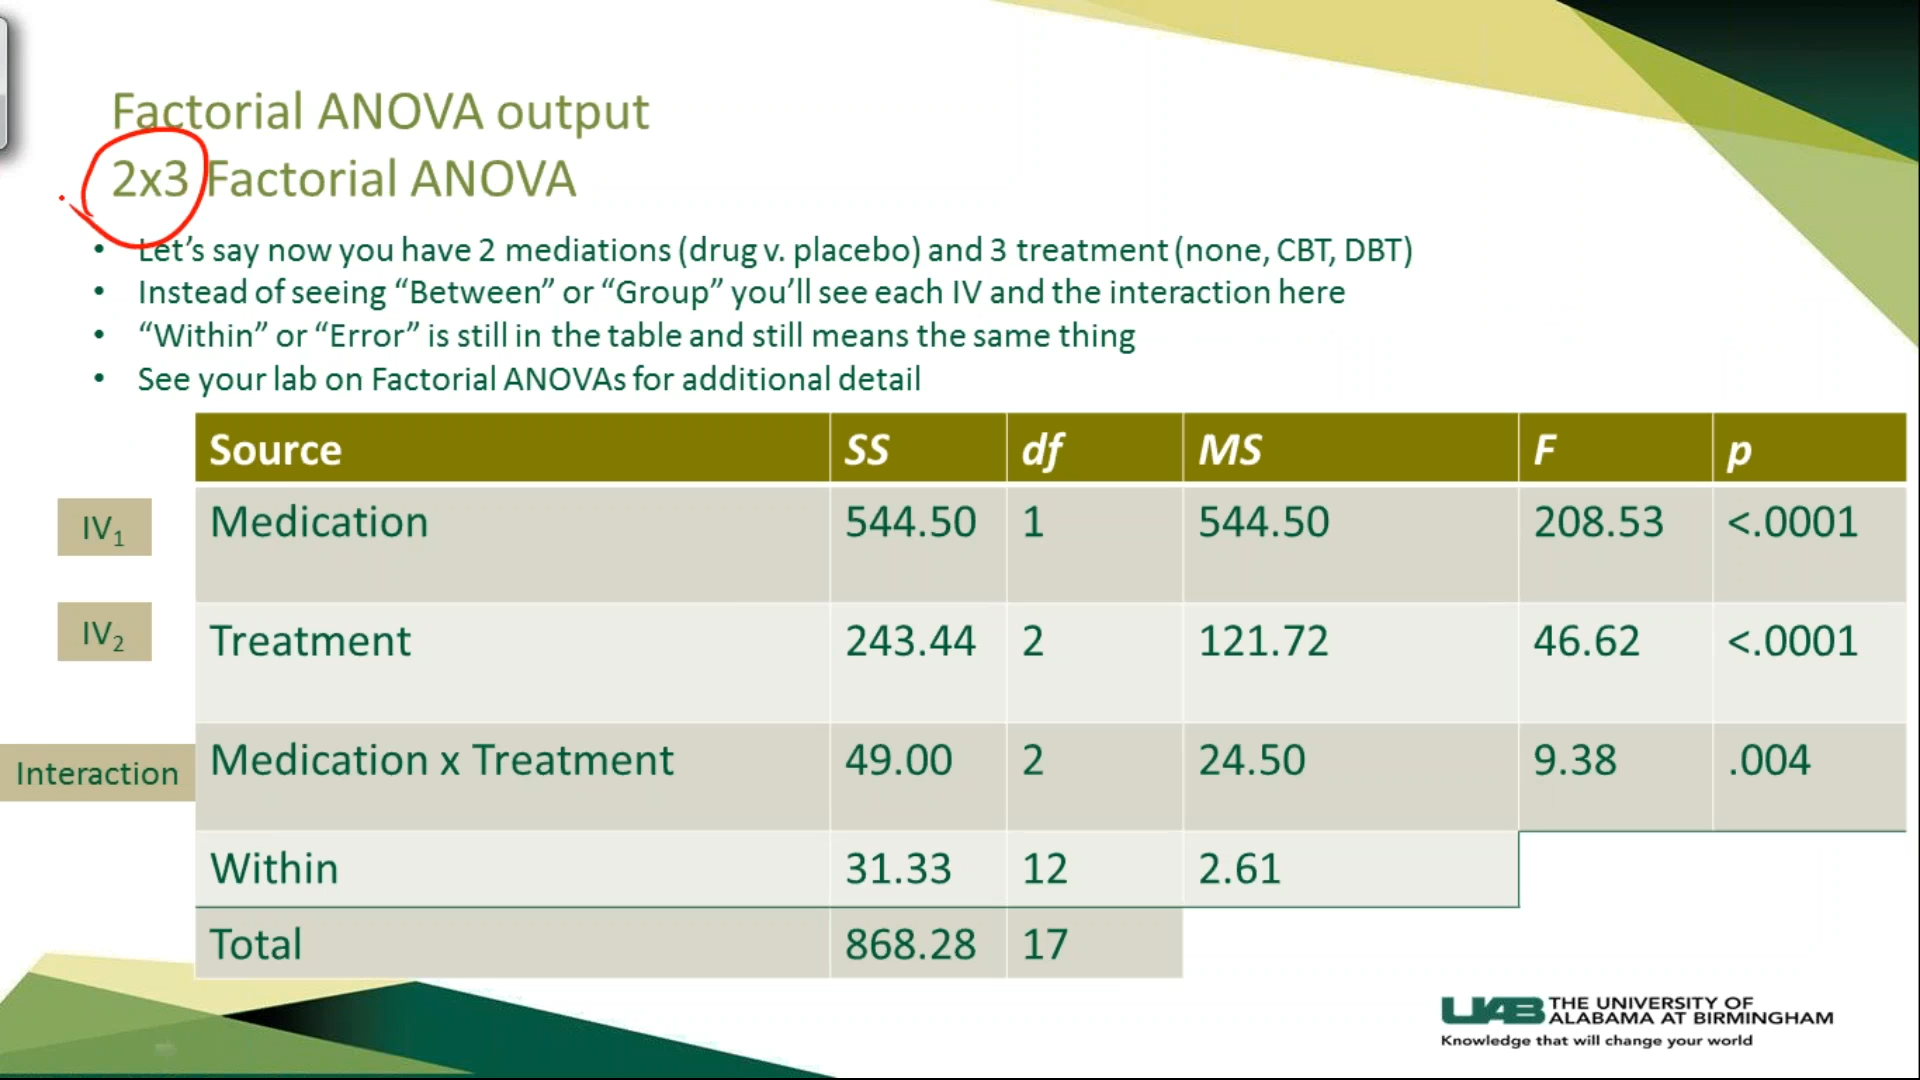 Factorial ANOVA output
2x3 Factorial ANOVA
• Let’s say now you have 2 mediations (drug v. placebo) and 3 treatment (none, CBT, DBT)
• Instead of seeing “Between” or “Group” you’ll see each IV and the interaction here
• “Within” or “Error” is still in the table and still means the same thing
• See your lab on Factorial ANOVAs for additional detail
Source SS df MS F p
IV₁ Medication 544.50 1 544.50 208.53 <.0001
IV₂ Treatment 243.44 2 121.72 46.62 <.0001
Interaction Medication x Treatment 49.00 2 24.50 9.38 .004
Within 31.33 12 2.61
Total 868.28 17
UAB THE UNIVERSITY OF
ALABAMA AT BIRMINGHAM
Knowledge that will change your world